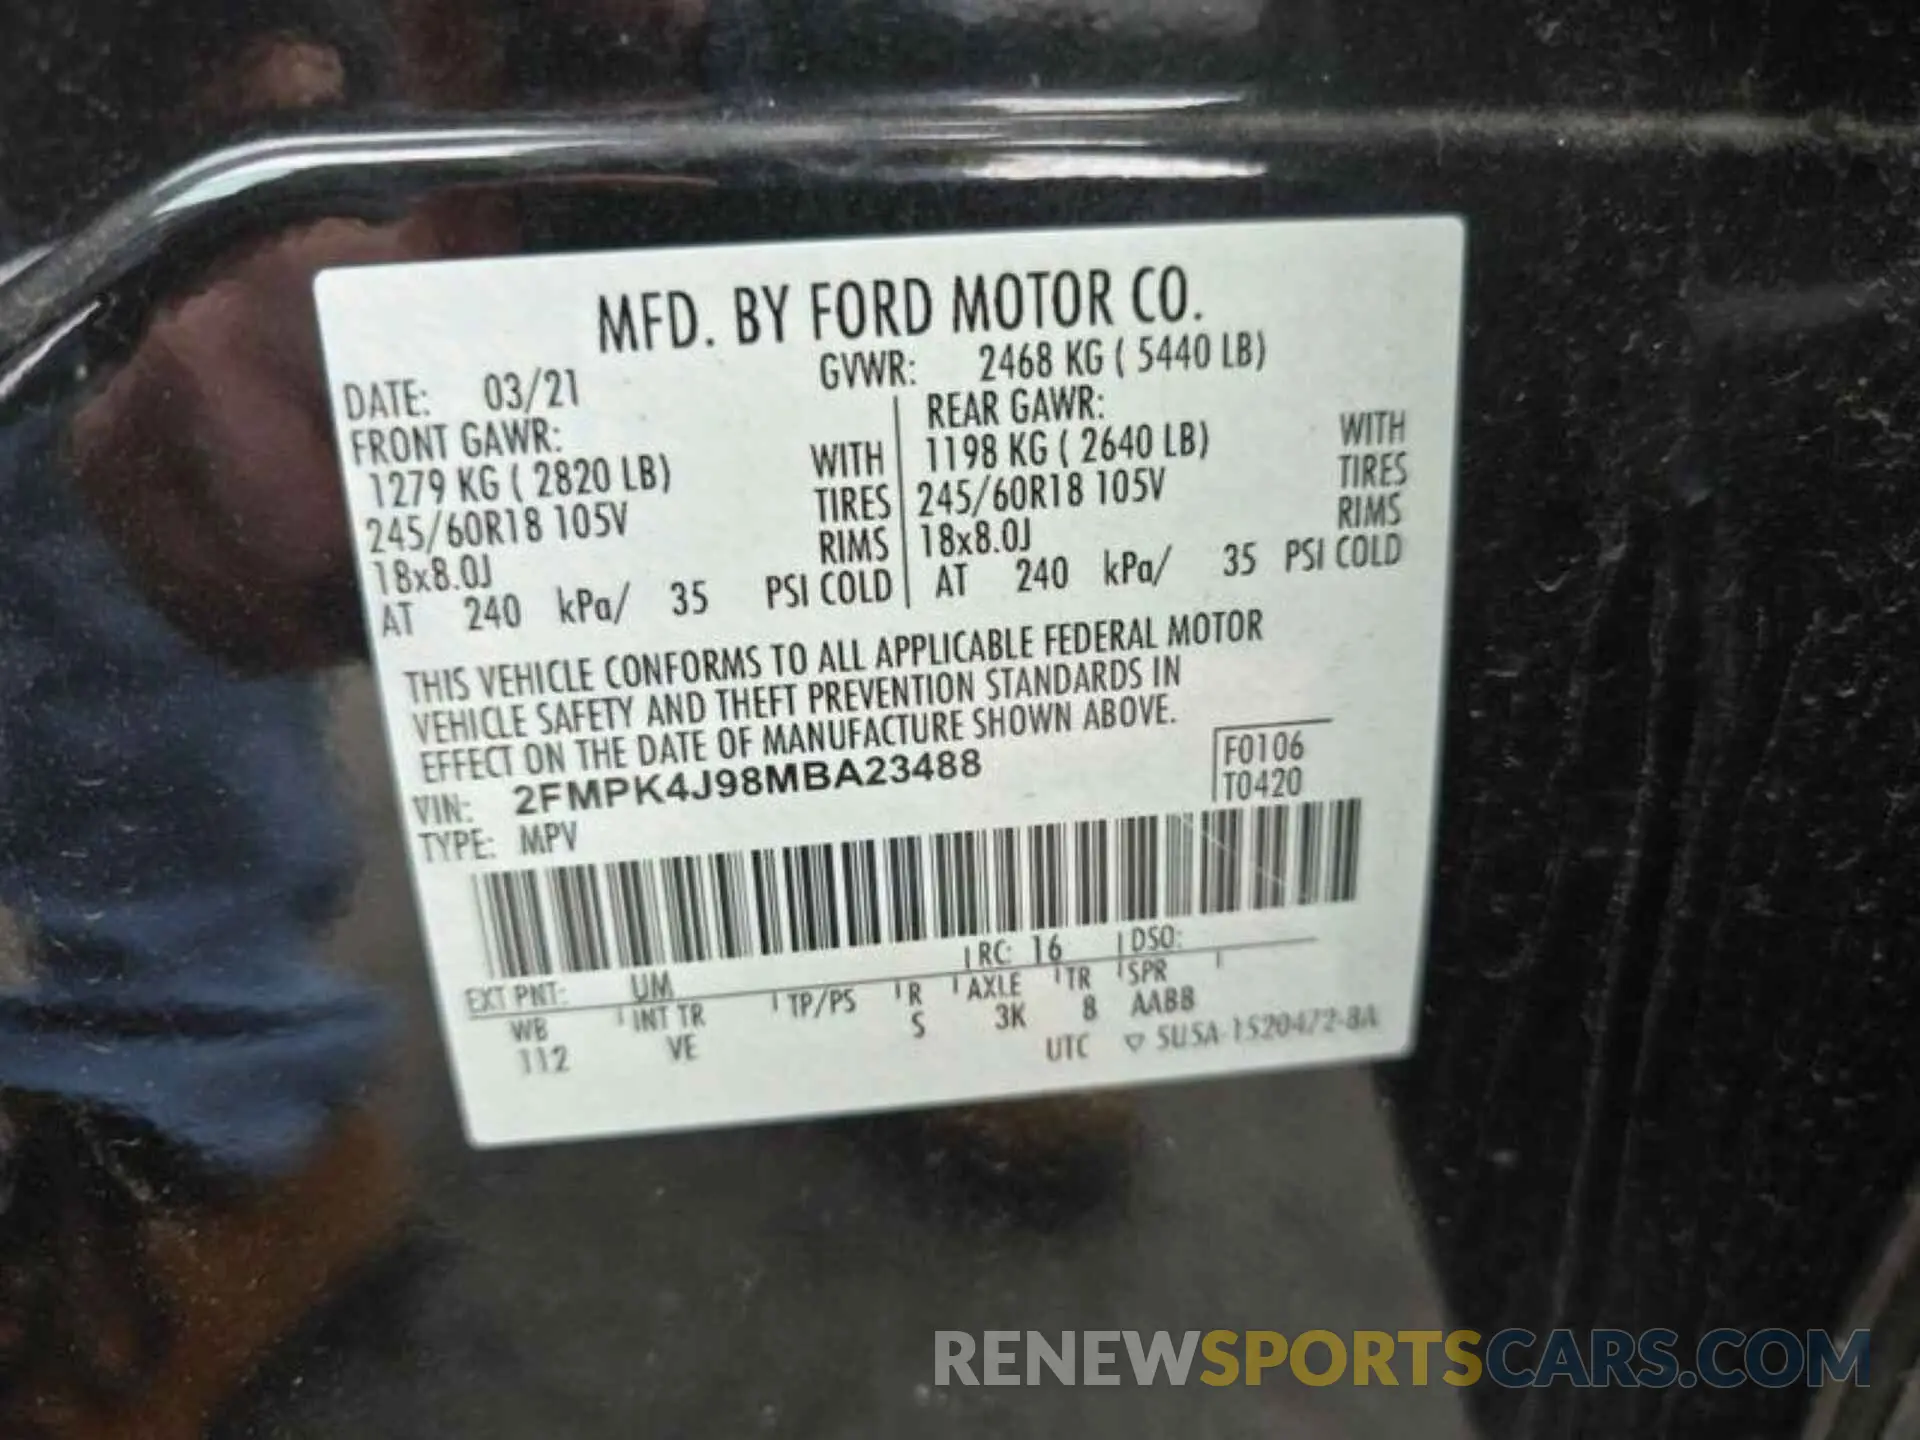 MFD. BY FORD MOTOR CO.
DATE: 03/21 GVWR: 2468 KG ( 5440 LB)
FRONT GAWR: REAR GAWR:
1279 KG ( 2820 LB) WITH 1198 KG ( 2640 LB) WITH
245/60R18 105V TIRES 245/60R18 105V TIRES
18x8.0J RIMS 18x8.0J RIMS
AT 240 kPa/ 35 PSI COLD AT 240 kPa/ 35 PSI COLD
THIS VEHICLE CONFORMS TO ALL APPLICABLE FEDERAL MOTOR
VEHICLE SAFETY AND THEFT PREVENTION STANDARDS IN
EFFECT ON THE DATE OF MANUFACTURE SHOWN ABOVE.
VIN: 2FMPK4J98MBA23488 F0106
TYPE: MPV T0420
EXT PNT: UM RC: 16 DSO:
WB INT TR TP/PS R AXLE TR SPR
112 VE S 3K 8 AABB
UTC ▽ 5U5A-1520472-BA
RENEWSPORTSCARS.COM